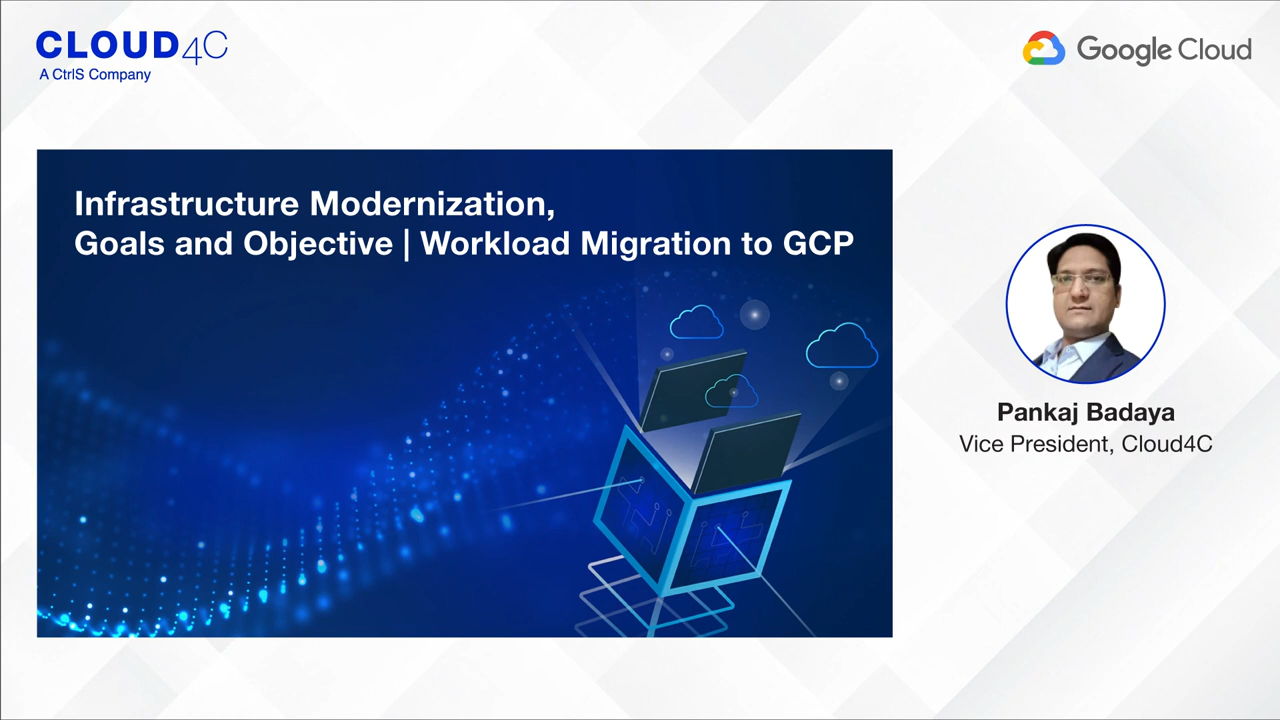 CLOUD4C
A CtrlS Company
Google Cloud
Infrastructure Modernization,
Goals and Objective | Workload Migration to GCP
Pankaj Badaya
Vice President, Cloud4C